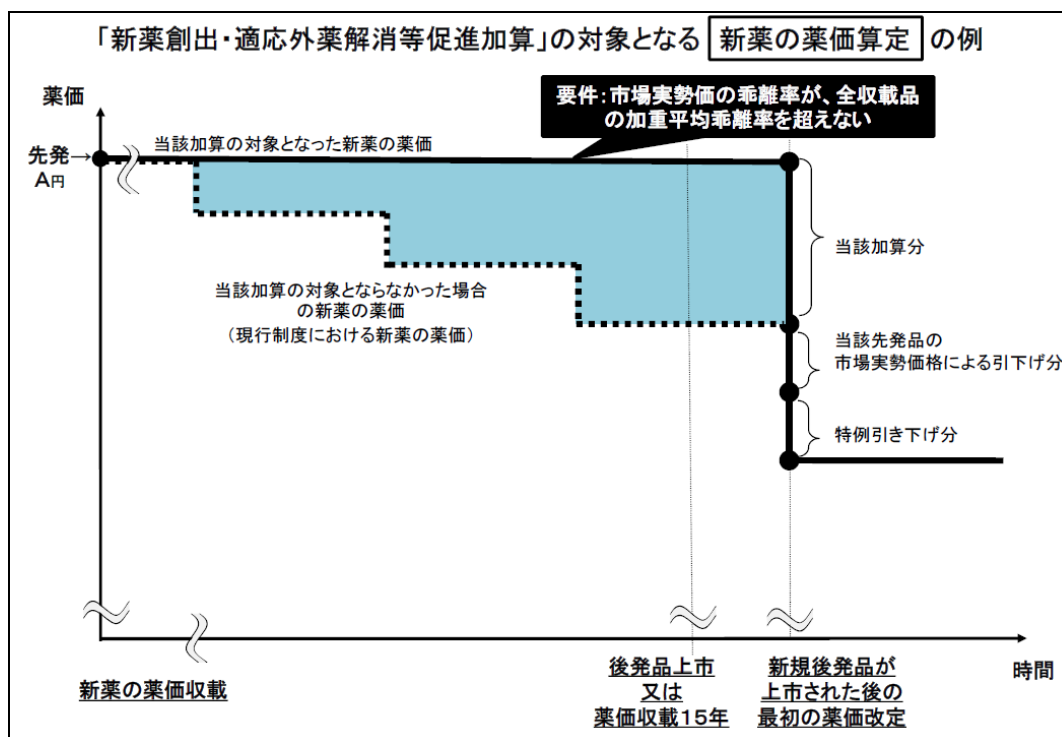 「新薬創出・適応外薬解消等促進加算」の対象となる 新薬の薬価算定 の例
薬価
要件:市場実勢価の乖離率が、全収載品
の加重平均乖離率を超えない
当該加算の対象となった新薬の薬価
先発→
A円
当該加算分
当該加算の対象とならなかった場合
の新薬の薬価
(現行制度における新薬の薬価)
当該先発品の
市場実勢価格による引下げ分
特例引き下げ分
時間
新薬の薬価収載
後発品上市
又は
薬価収載15年
新規後発品が
上市された後の
最初の薬価改定